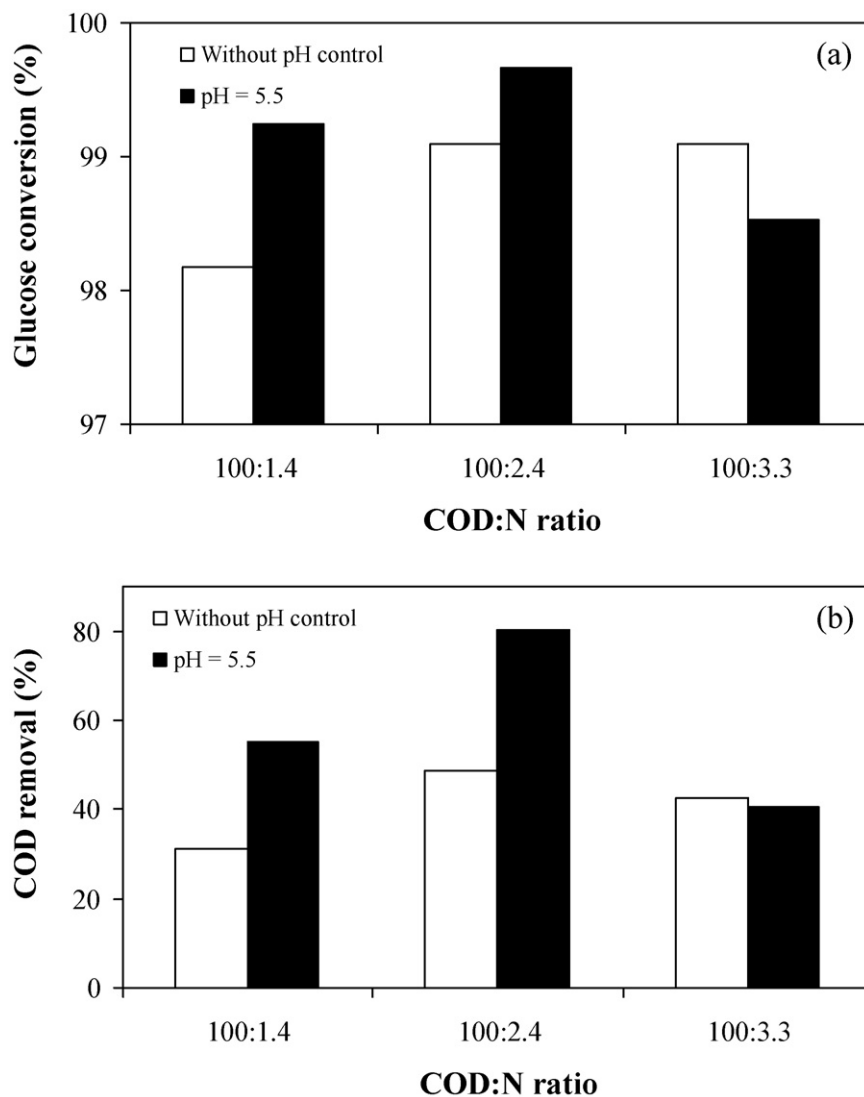 (a)
Without pH control
pH = 5.5
Glucose conversion (%)
100
99
98
97
100:1.4 100:2.4 100:3.3
COD:N ratio
(b)
Without pH control
pH = 5.5
COD removal (%)
80
60
40
20
0
100:1.4 100:2.4 100:3.3
COD:N ratio